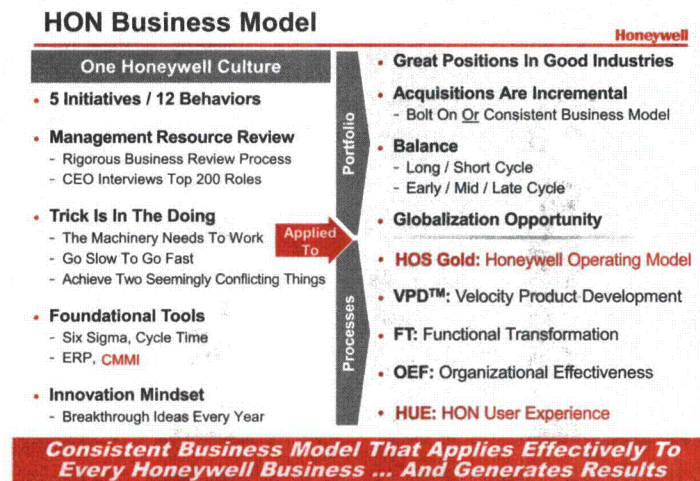 HON Business Model
Honeywell
One Honeywell Culture
• 5 Initiatives / 12 Behaviors
• Management Resource Review
- Rigorous Business Review Process
- CEO Interviews Top 200 Roles
• Trick Is In The Doing
- The Machinery Needs To Work
- Go Slow To Go Fast
- Achieve Two Seemingly Conflicting Things
• Foundational Tools
- Six Sigma, Cycle Time
- ERP, CMMI
• Innovation Mindset
- Breakthrough Ideas Every Year
Applied
To
Portfolio
• Great Positions In Good Industries
• Acquisitions Are Incremental
- Bolt On Or Consistent Business Model
• Balance
- Long / Short Cycle
- Early / Mid / Late Cycle
• Globalization Opportunity
Processes
• HOS Gold: Honeywell Operating Model
• VPD™: Velocity Product Development
• FT: Functional Transformation
• OEF: Organizational Effectiveness
• HUE: HON User Experience
Consistent Business Model That Applies Effectively To
Every Honeywell Business ... And Generates Results